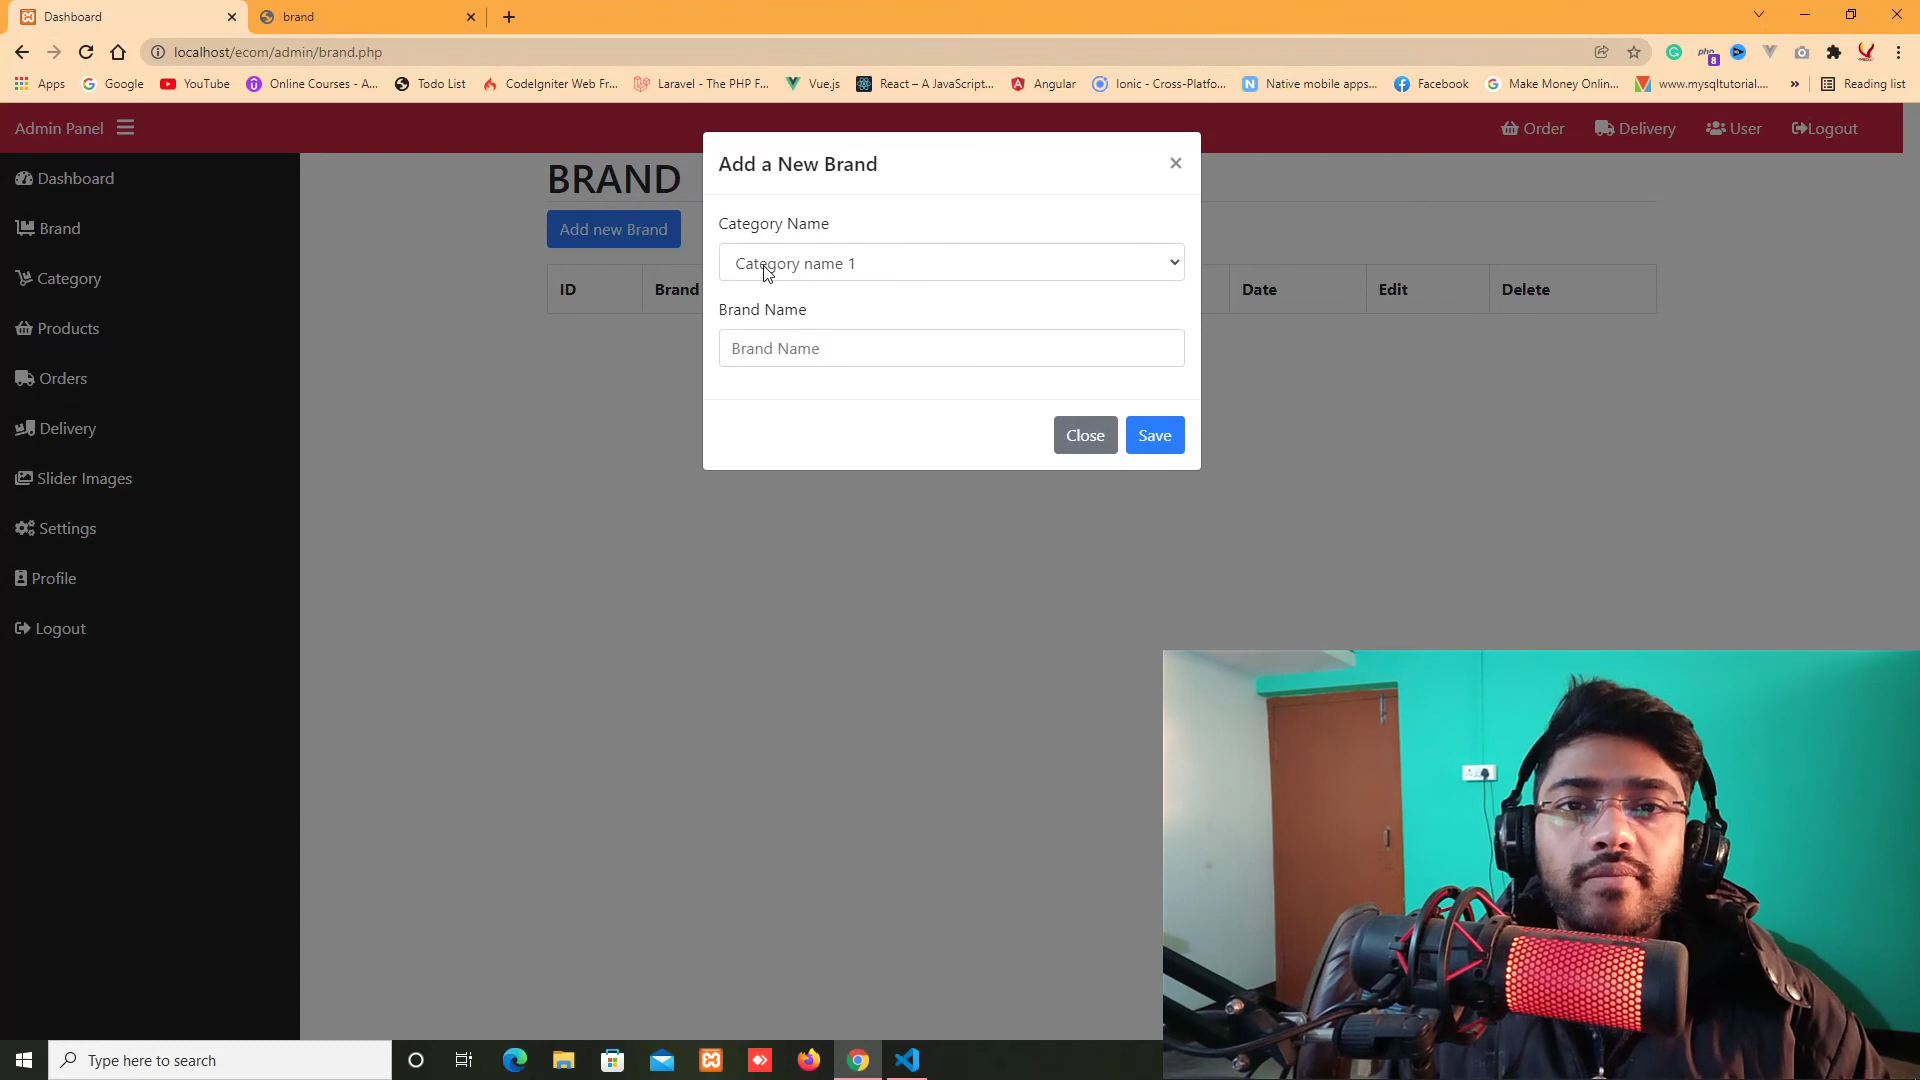 Dashboard
brand
localhost/ecom/admin/brand.php
Apps
Google
YouTube
Online Courses - A...
Todo List
CodeIgniter Web Fr...
Laravel - The PHP F...
Vue.js
React – A JavaScript...
Angular
Ionic - Cross-Platfo...
Native mobile apps...
Facebook
Make Money Onlin...
www.mysqltutorial....
»
Reading list
Admin Panel
Order
Delivery
User
Logout
Dashboard
Brand
Category
Products
Orders
Delivery
Slider Images
Settings
Profile
Logout
BRAND
Add new Brand
ID
Brand
Date
Edit
Delete
Add a New Brand
×
Category Name
Category name 1
Brand Name
Brand Name
Close
Save
Type here to search
php
8